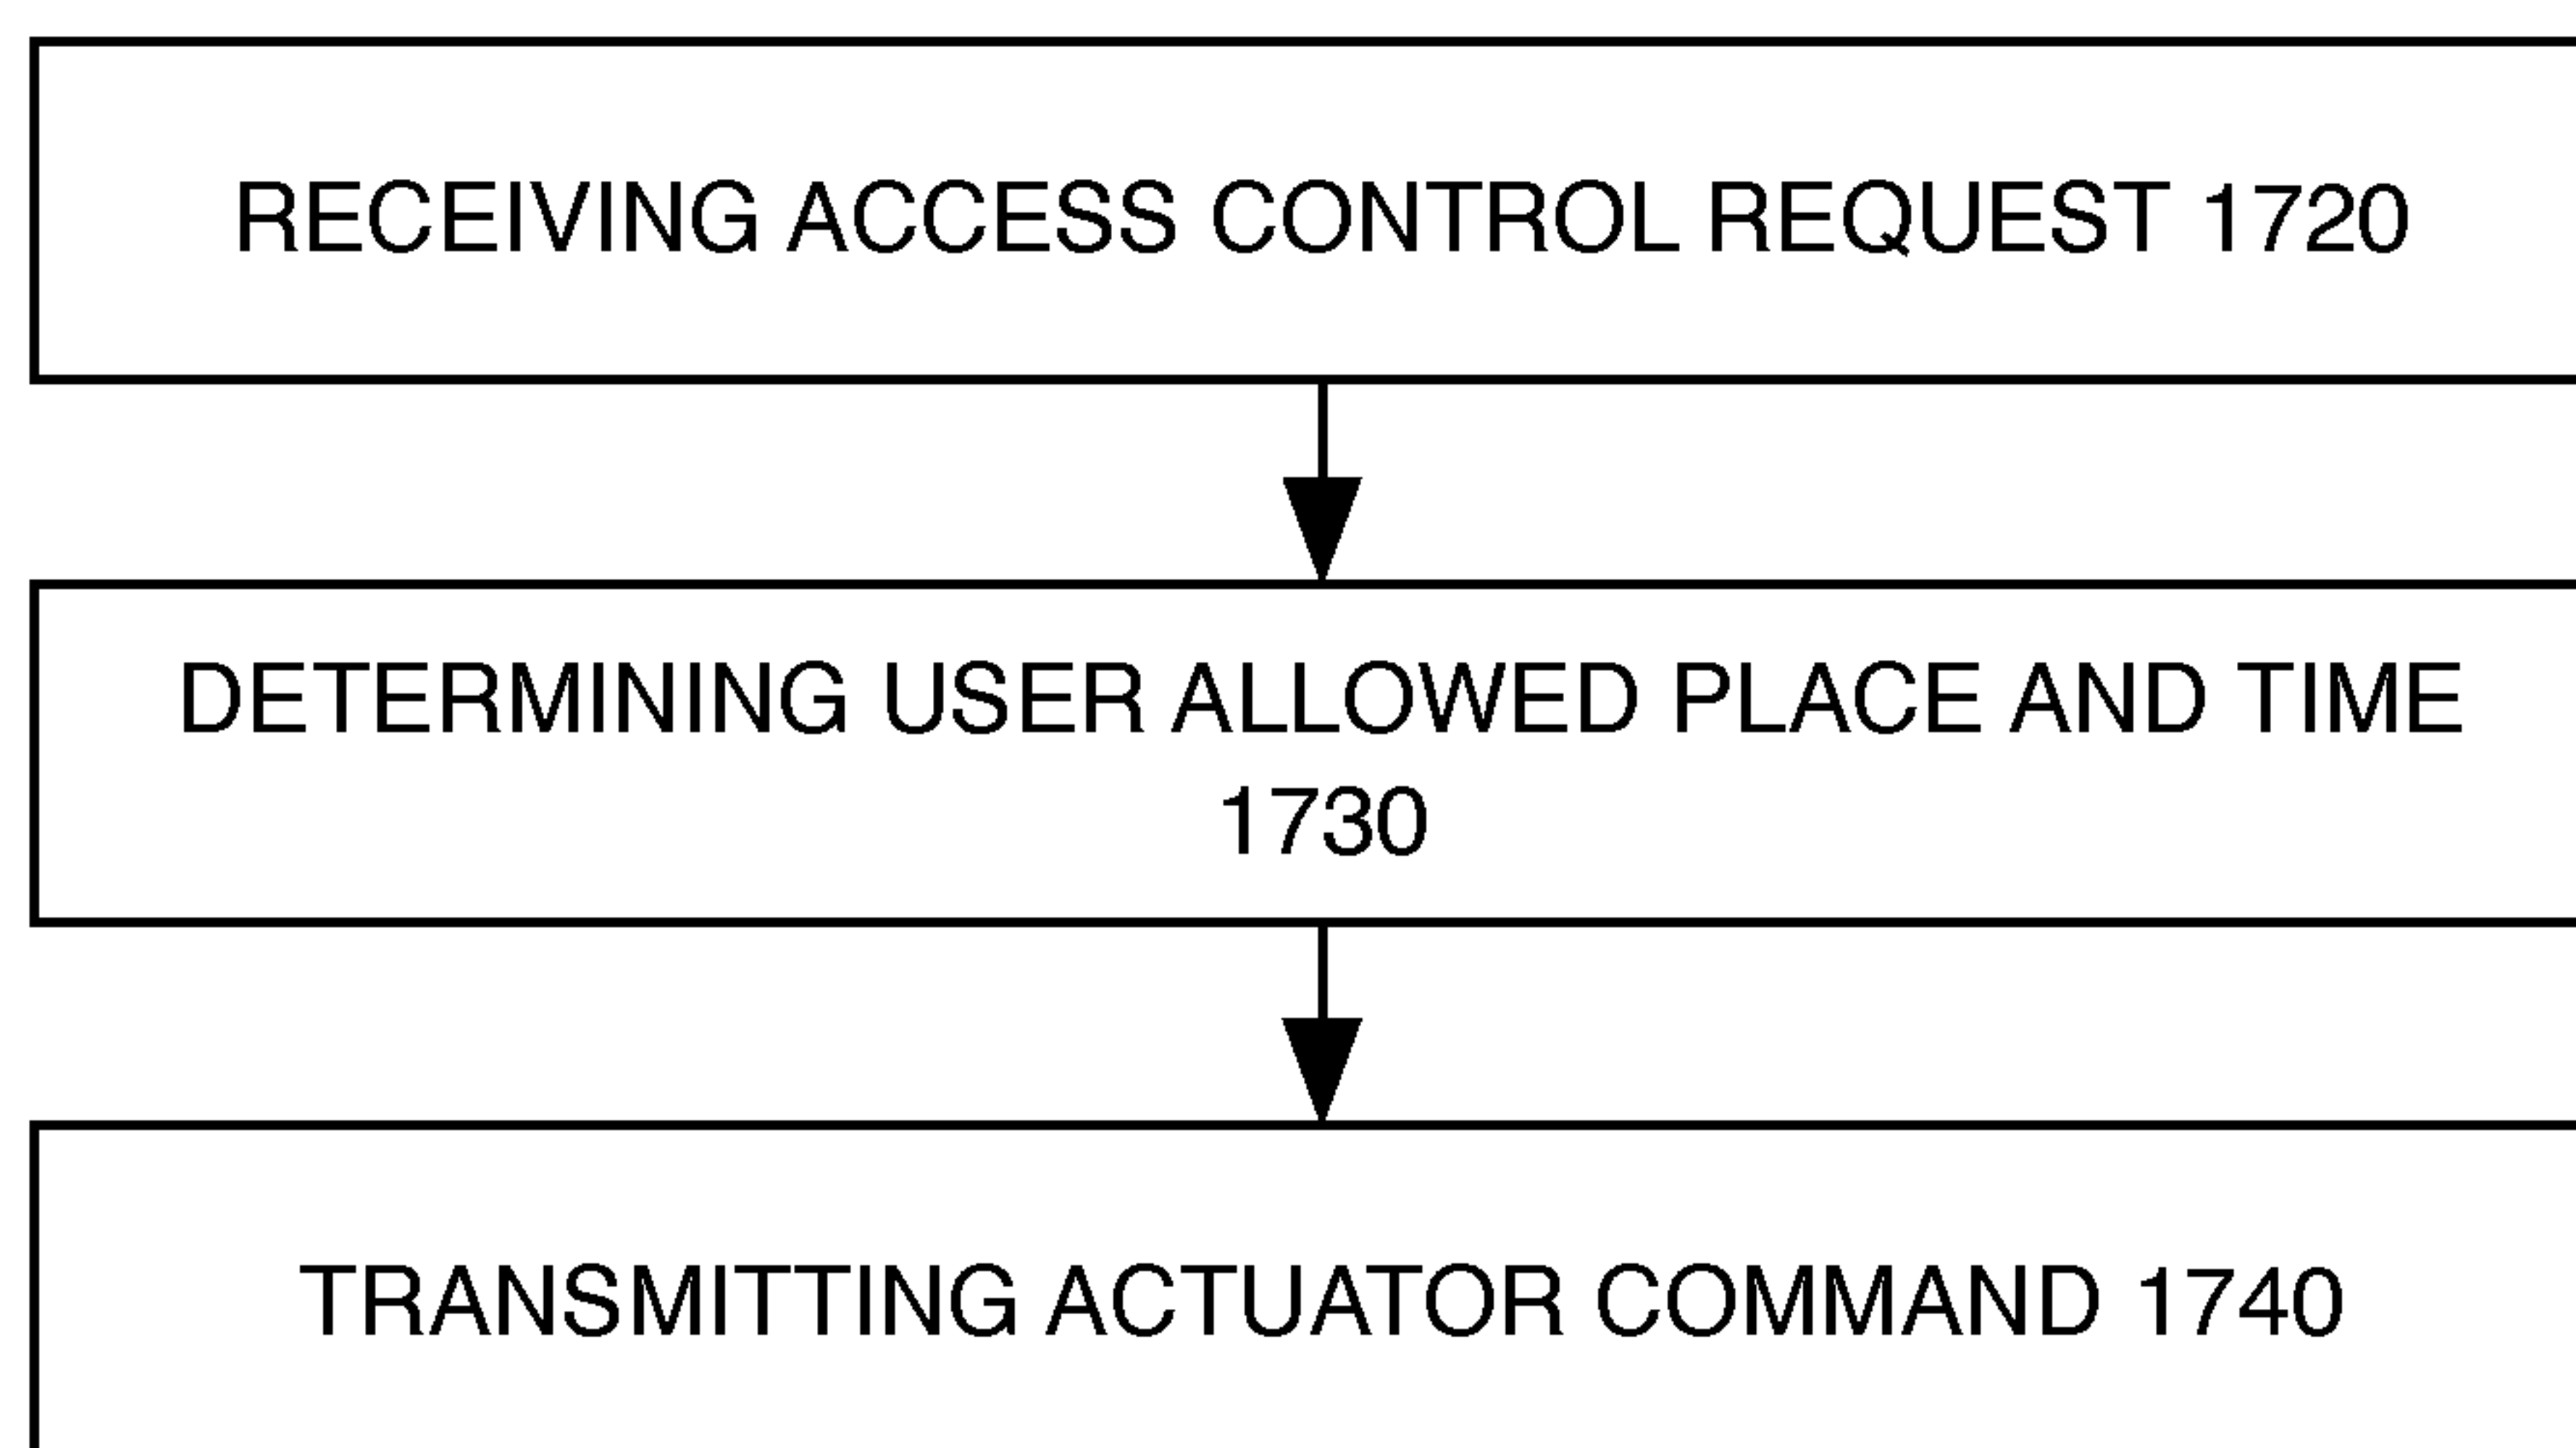 RECEIVING ACCESS CONTROL REQUEST 1720
DETERMINING USER ALLOWED PLACE AND TIME
1730
TRANSMITTING ACTUATOR COMMAND 1740